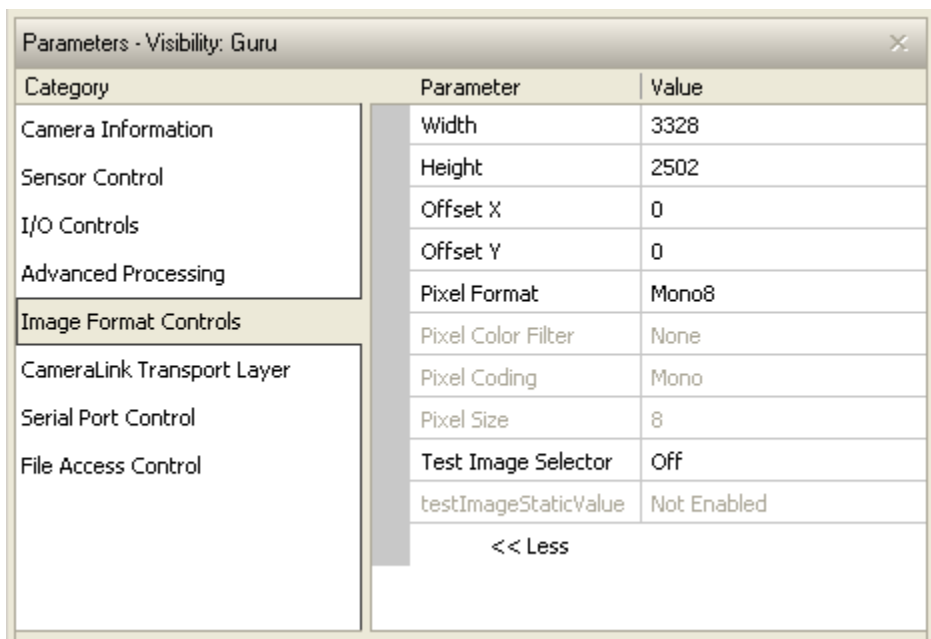 Parameters - Visibility: Guru
Category Parameter Value
Camera Information
Sensor Control
I/O Controls
Advanced Processing
Image Format Controls
CameraLink Transport Layer
Serial Port Control
File Access Control
Width 3328
Height 2502
Offset X 0
Offset Y 0
Pixel Format Mono8
Pixel Color Filter None
Pixel Coding Mono
Pixel Size 8
Test Image Selector Off
testImageStaticValue Not Enabled
<< Less